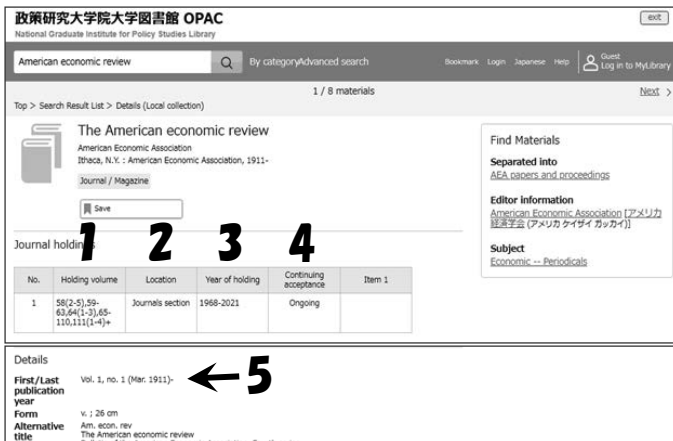 政策研究大学院大学図書館 OPAC
exit
National Graduate Institute for Policy Studies Library
American economic review
By category Advanced search
Bookmark Login Japanese Help
Guest
Log in to MyLibrary
1 / 8 materials
Next >
Top > Search Result List > Details (Local collection)
The American economic review
American Economic Association
Ithaca, N.Y. : American Economic Association, 1911-
Journal / Magazine
Save
Find Materials
Separated into
AEA papers and proceedings
Editor information
American Economic Association [アメリカ
経済学会 (アメリカ ケイザイ ガッカイ)]
Subject
Economic -- Periodicals
1 2 3 4
Journal holdings
No. Holding volume Location Year of holding Continuing acceptance Item 1
1 58(2-5),59-63,64(1-3),65-110,111(1-4)+ Journals section 1968-2021 Ongoing
Details
First/Last publication year Vol. 1, no. 1 (Mar. 1911)- 5
Form v. ; 26 cm
Alternative title Am. econ. rev
The American economic review